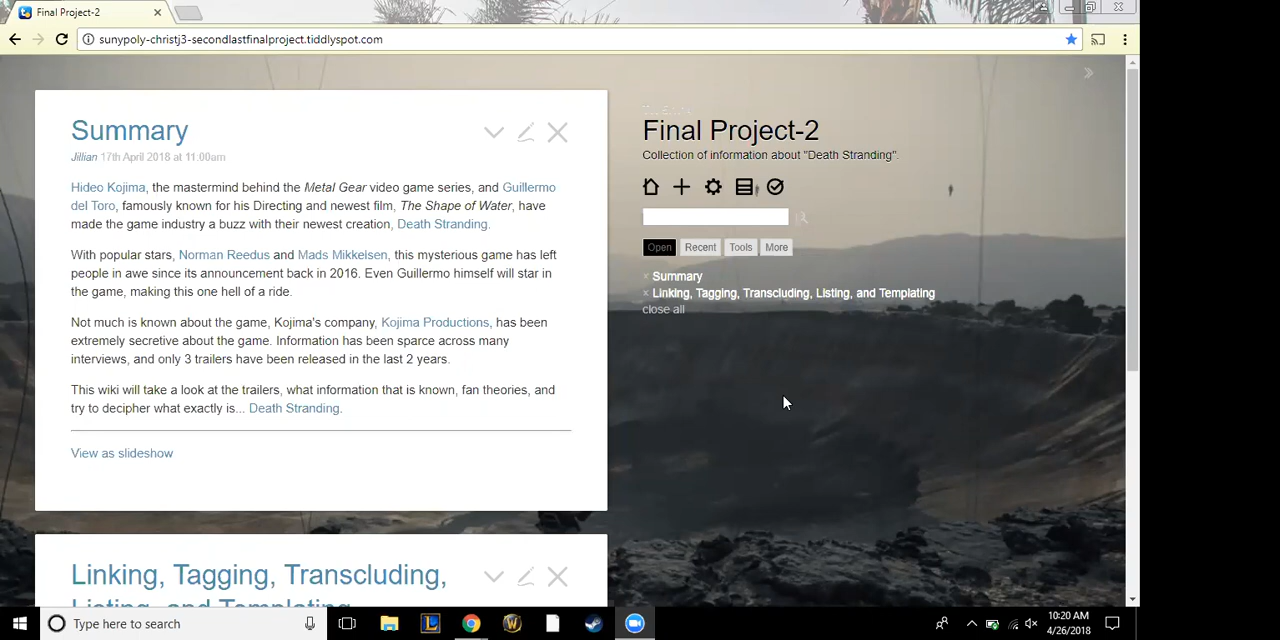 Final Project-2
sunypoly-christj3-secondlastfinalproject.tiddlyspot.com
Summary
Jillian 17th April 2018 at 11:00am
Hideo Kojima, the mastermind behind the Metal Gear video game series, and Guillermo
del Toro, famously known for his Directing and newest film, The Shape of Water, have
made the game industry a buzz with their newest creation, Death Stranding.
With popular stars, Norman Reedus and Mads Mikkelsen, this mysterious game has left
people in awe since its announcement back in 2016. Even Guillermo himself will star in
the game, making this one hell of a ride.
Not much is known about the game, Kojima's company, Kojima Productions, has been
extremely secretive about the game. Information has been sparce across many
interviews, and only 3 trailers have been released in the last 2 years.
This wiki will take a look at the trailers, what information that is known, fan theories, and
try to decipher what exactly is... Death Stranding.
View as slideshow
Linking, Tagging, Transcluding,
Listing, and Templating
Final Project-2
Collection of information about "Death Stranding".
Open Recent Tools More
× Summary
× Linking, Tagging, Transcluding, Listing, and Templating
close all
Type here to search
10:20 AM
4/26/2018